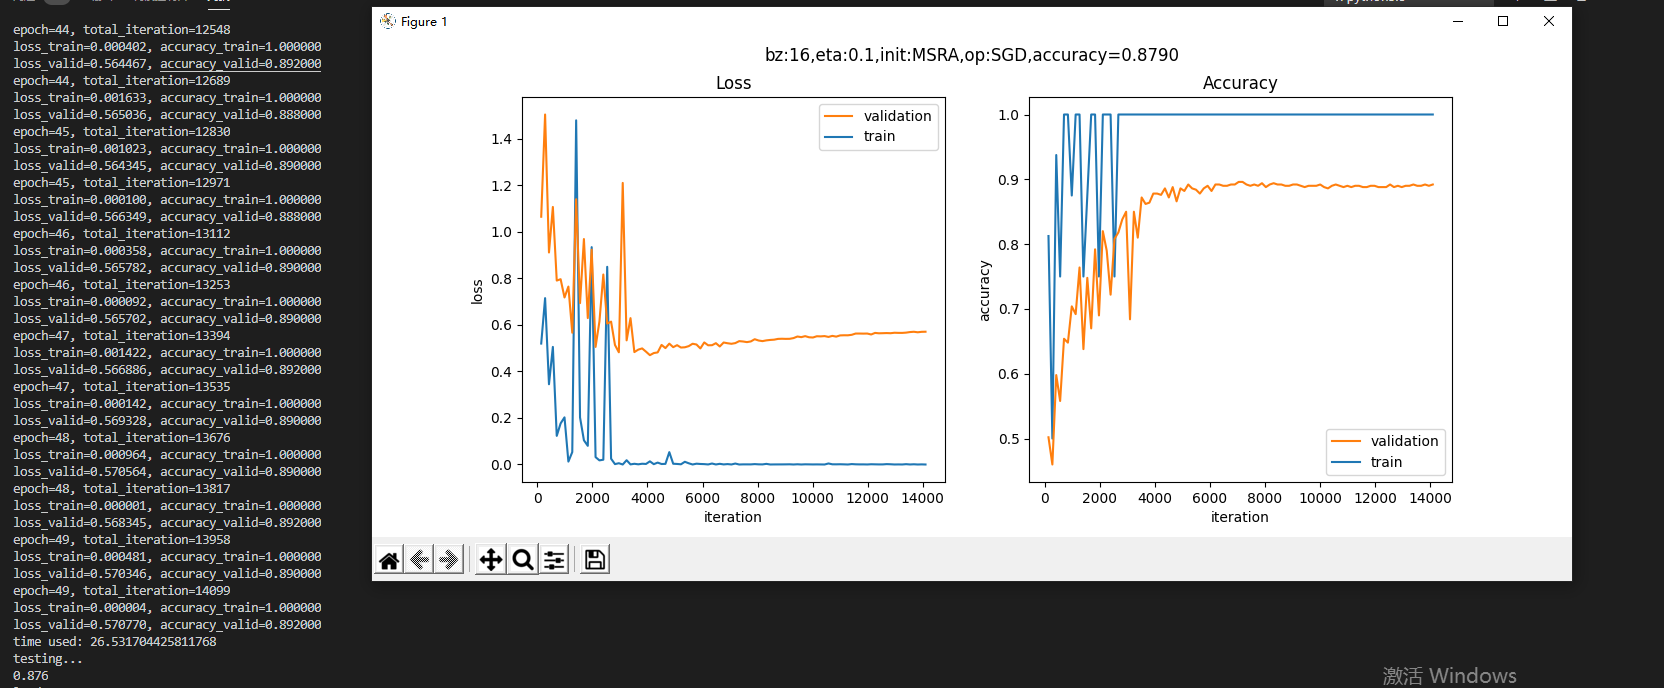 epoch=44, total_iteration=12548
loss_train=0.000402, accuracy_train=1.000000
loss_valid=0.564467, accuracy_valid=0.892000
epoch=44, total_iteration=12689
loss_train=0.001633, accuracy_train=1.000000
loss_valid=0.565036, accuracy_valid=0.888000
epoch=45, total_iteration=12830
loss_train=0.001023, accuracy_train=1.000000
loss_valid=0.564345, accuracy_valid=0.890000
epoch=45, total_iteration=12971
loss_train=0.000100, accuracy_train=1.000000
loss_valid=0.566349, accuracy_valid=0.888000
epoch=46, total_iteration=13112
loss_train=0.000358, accuracy_train=1.000000
loss_valid=0.565782, accuracy_valid=0.890000
epoch=46, total_iteration=13253
loss_train=0.000092, accuracy_train=1.000000
loss_valid=0.565702, accuracy_valid=0.890000
epoch=47, total_iteration=13394
loss_train=0.001422, accuracy_train=1.000000
loss_valid=0.566886, accuracy_valid=0.892000
epoch=47, total_iteration=13535
loss_train=0.000142, accuracy_train=1.000000
loss_valid=0.569328, accuracy_valid=0.890000
epoch=48, total_iteration=13676
loss_train=0.000964, accuracy_train=1.000000
loss_valid=0.570564, accuracy_valid=0.890000
epoch=48, total_iteration=13817
loss_train=0.000001, accuracy_train=1.000000
loss_valid=0.568345, accuracy_valid=0.892000
epoch=49, total_iteration=13958
loss_train=0.000481, accuracy_train=1.000000
loss_valid=0.570346, accuracy_valid=0.890000
epoch=49, total_iteration=14099
loss_train=0.000004, accuracy_train=1.000000
loss_valid=0.570770, accuracy_valid=0.892000
time used: 26.531704425811768
testing...
0.876
Figure 1
bz:16,eta:0.1,init:MSRA,op:SGD,accuracy=0.8790
Loss
validation
train
1.4
1.2
1.0
0.8
0.6
0.4
0.2
0.0
loss
0 2000 4000 6000 8000 10000 12000 14000
iteration
Accuracy
1.0
0.9
0.8
0.7
0.6
0.5
accuracy
validation
train
0 2000 4000 6000 8000 10000 12000 14000
iteration
激活 Windows